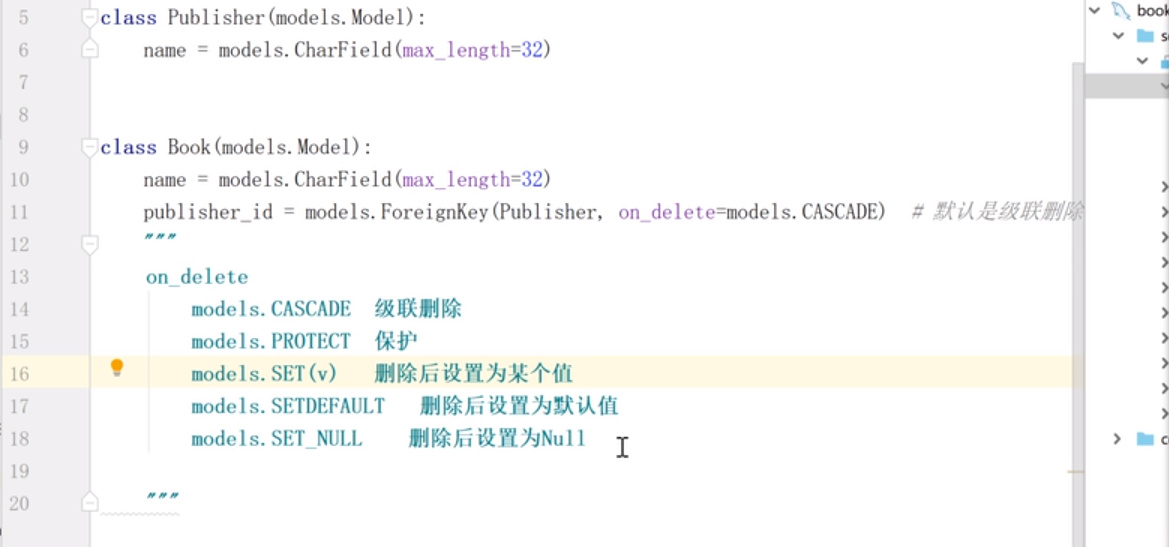 5 class Publisher(models.Model):
6 name = models.CharField(max_length=32)
7
8
9 class Book(models.Model):
10 name = models.CharField(max_length=32)
11 publisher_id = models.ForeignKey(Publisher, on_delete=models.CASCADE) # 默认是级联删除
12 """
13 on_delete
14 models.CASCADE 级联删除
15 models.PROTECT 保护
16 models.SET(v) 删除后设置为某个值
17 models.SETDEFAULT 删除后设置为默认值
18 models.SET_NULL 删除后设置为Null
19
20 """
book